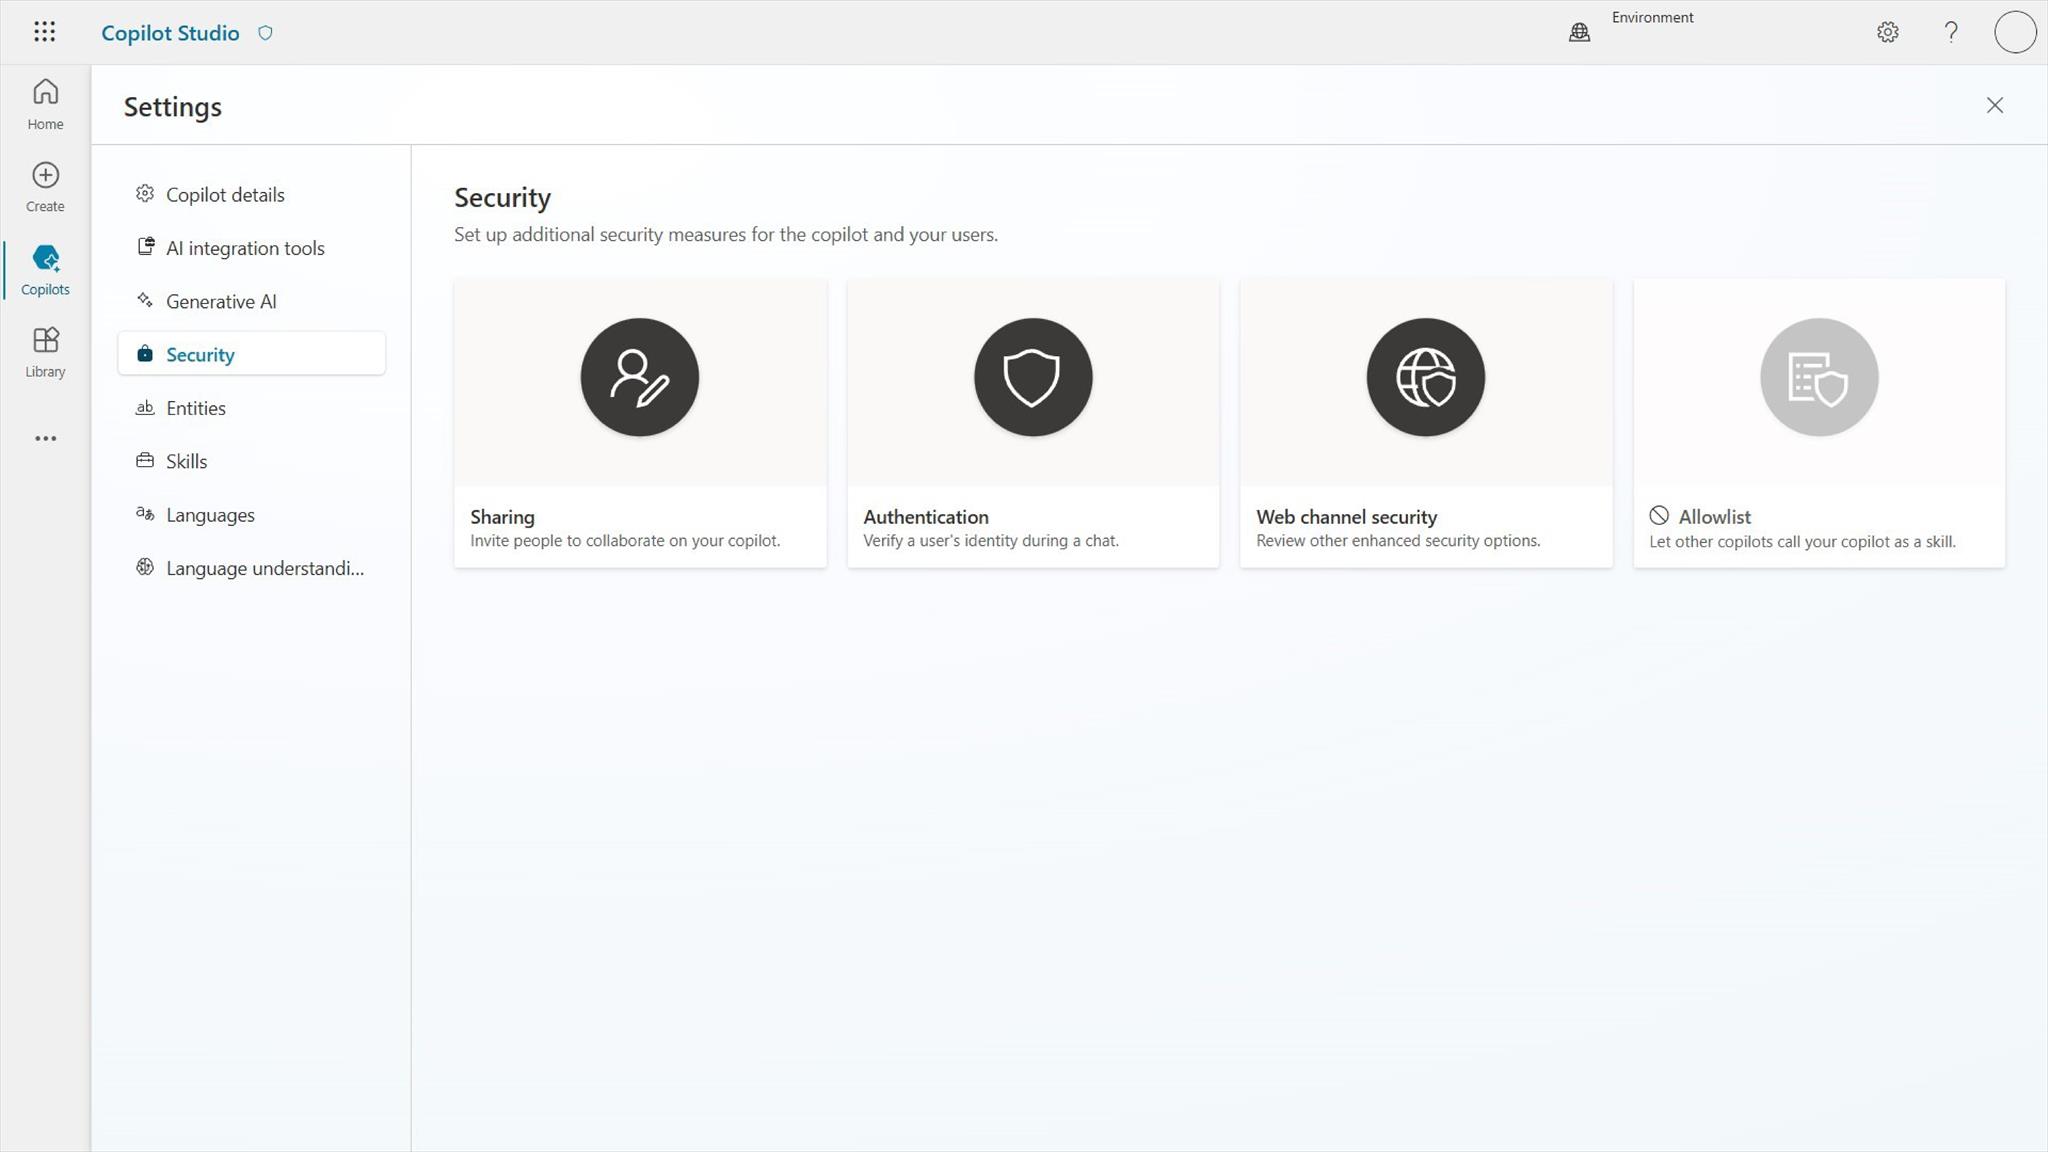 Copilot Studio
Environment
Home
Create
Copilots
Library
Settings
Copilot details
AI integration tools
Generative AI
Security
Entities
Skills
Languages
Language understandi...
Security
Set up additional security measures for the copilot and your users.
Sharing
Invite people to collaborate on your copilot.
Authentication
Verify a user's identity during a chat.
Web channel security
Review other enhanced security options.
Allowlist
Let other copilots call your copilot as a skill.